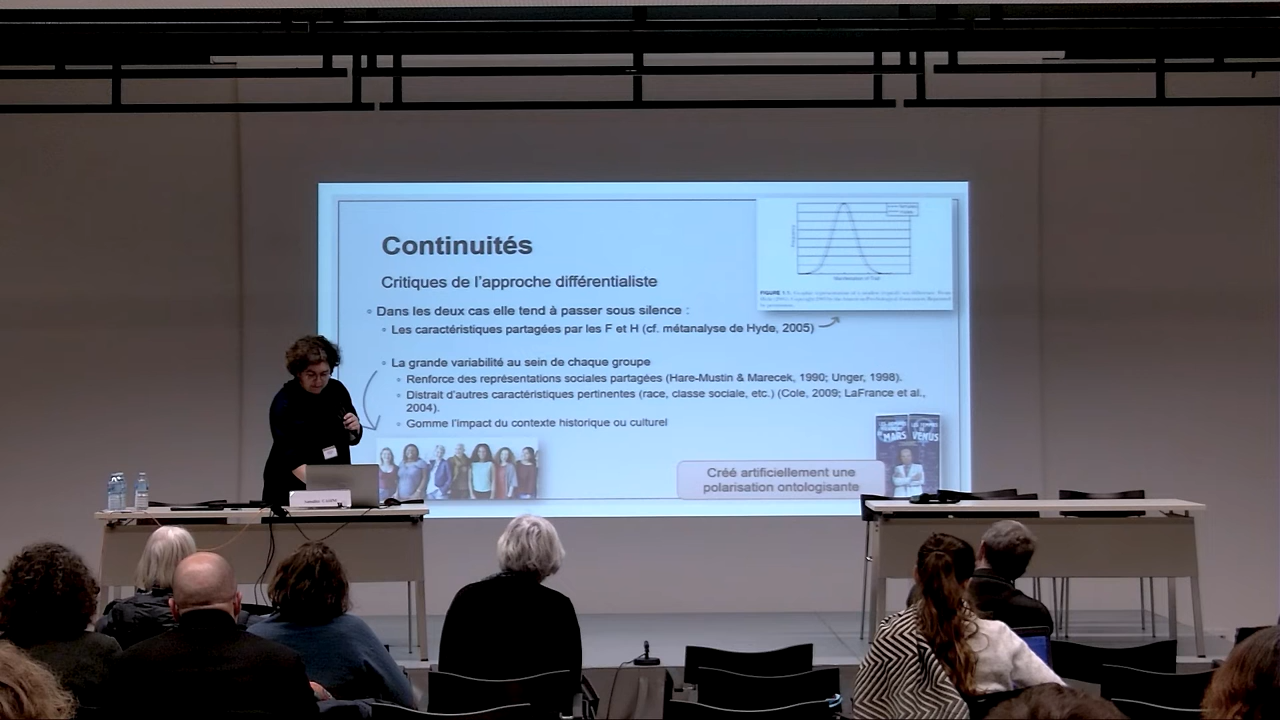 Continuités
Critiques de l'approche différentialiste
Dans les deux cas elle tend à passer sous silence :
Les caractéristiques partagées par les F et H (cf. métanalyse de Hyde, 2005)
La grande variabilité au sein de chaque groupe
Renforce des représentations sociales partagées (Hare-Mustin & Marecek, 1990; Unger, 1998).
Distrait d'autres caractéristiques pertinentes (race, classe sociale, etc.) (Cole, 2009; LaFrance et al.,
2004).
Gomme l'impact du contexte historique ou culturel
MARS
VÉNUS
Créé artificiellement une
polarisation ontologisante